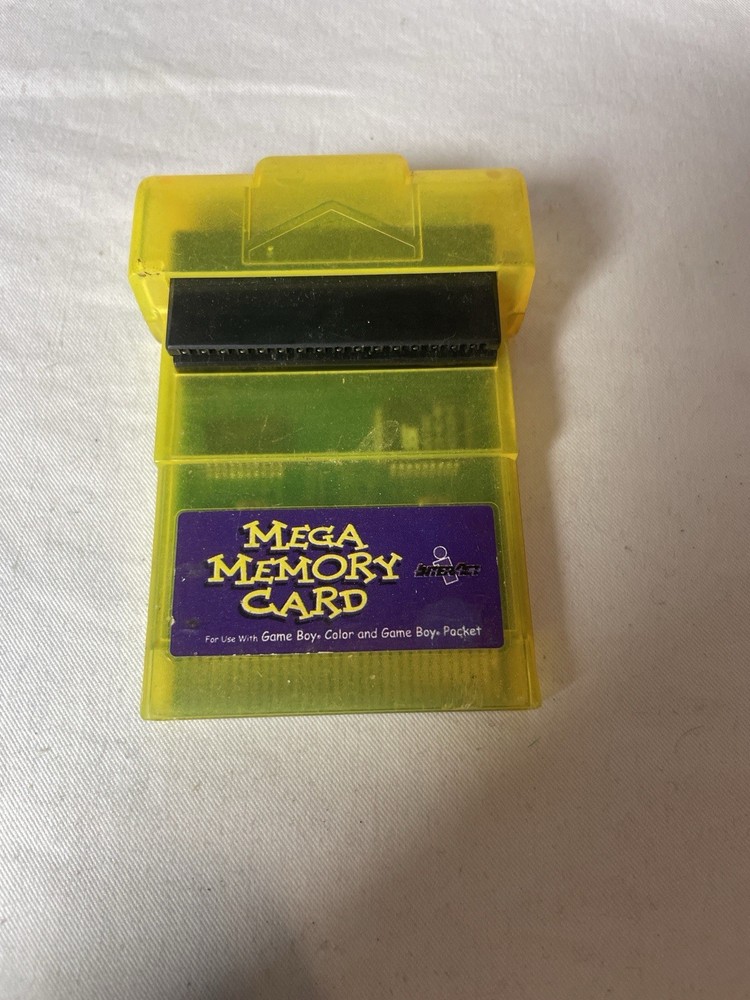 MEGA
MEMORY
CARD
INTERACT
For Use With Game Boy® Color and Game Boy® Pocket